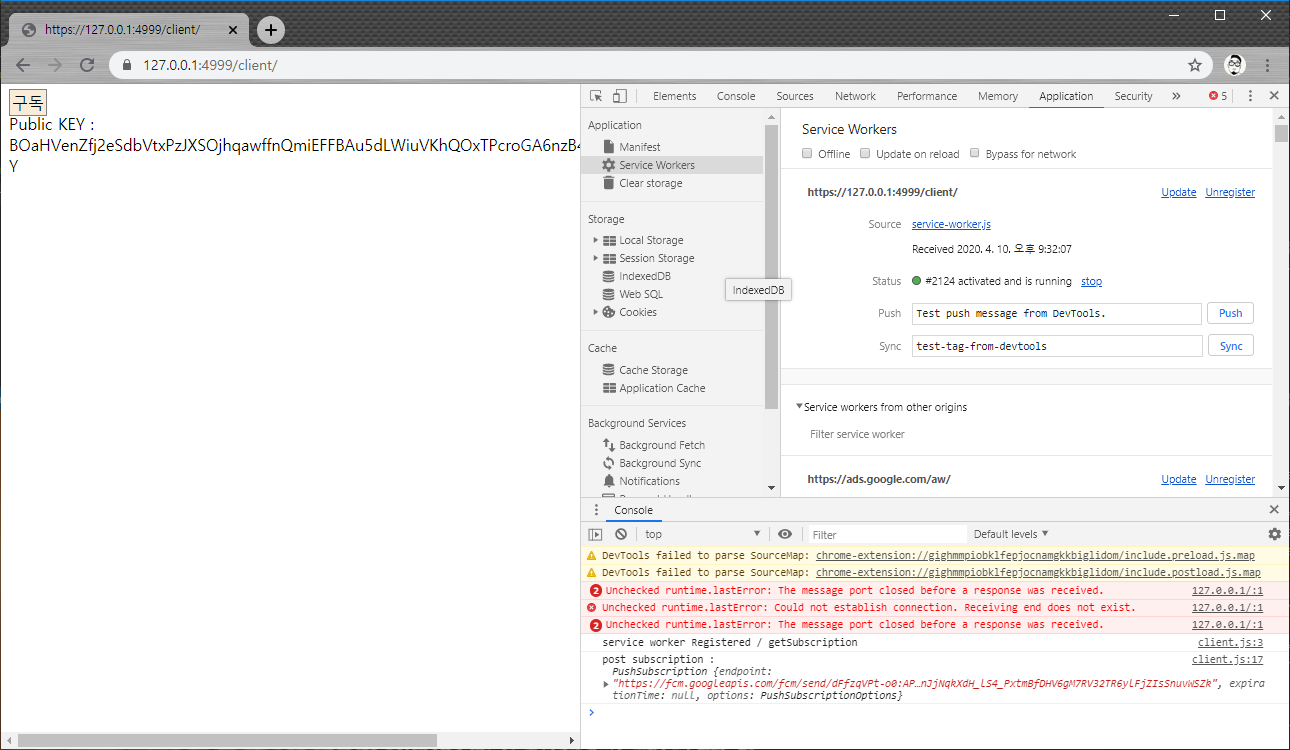 https://127.0.0.1:4999/client/
127.0.0.1:4999/client/
구독
Public KEY :
BOaHVenZfj2eSdbVtxPzJXSOjhqawffnQmiEFFBAu5dLWiuVKhQOxTPcroGA6nzB4
Y
Elements Console Sources Network Performance Memory Application Security » 5
Application
Manifest
Service Workers
Clear storage
Storage
Local Storage
Session Storage
IndexedDB
Web SQL
Cookies
IndexedDB
Cache
Cache Storage
Application Cache
Background Services
Background Fetch
Background Sync
Notifications
Service Workers
Offline Update on reload Bypass for network
https://127.0.0.1:4999/client/ Update Unregister
Source service-worker.js
Received 2020. 4. 10. 오후 9:32:07
Status #2124 activated and is running stop
Push Test push message from DevTools. Push
Sync test-tag-from-devtools Sync
Service workers from other origins
Filter service worker
https://ads.google.com/aw/ Update Unregister
Console
top Filter Default levels
DevTools failed to parse SourceMap: chrome-extension://gighmmpiobklfepjocnamgkkbiglidom/include.preload.js.map
DevTools failed to parse SourceMap: chrome-extension://gighmmpiobklfepjocnamgkkbiglidom/include.postload.js.map
2 Unchecked runtime.lastError: The message port closed before a response was received. 127.0.0.1/:1
Unchecked runtime.lastError: Could not establish connection. Receiving end does not exist. 127.0.0.1/:1
2 Unchecked runtime.lastError: The message port closed before a response was received. 127.0.0.1/:1
service worker Registered / getSubscription client.js:3
post subscription : client.js:17
PushSubscription {endpoint:
"https://fcm.googleapis.com/fcm/send/dFfzqVPt-o0:AP…nJjNqkXdH_lS4_PxtmBfDHV6gM7RV32TR6ylFjZIsSnuvWSZk", expira
tionTime: null, options: PushSubscriptionOptions}